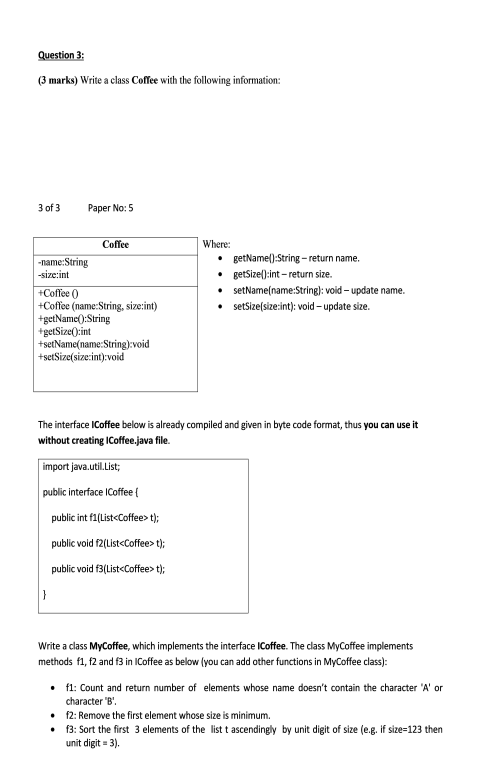 Question 3:
(3 marks) Write a class Coffee with the following information:
3 of 3 Paper No: 5
Coffee
-name:String
-size:int
+Coffee ()
+Coffee (name:String, size:int)
+getName():String
+getSize():int
+setName(name:String):void
+setSize(size:int):void
Where:
• getName():String – return name.
• getSize():int – return size.
• setName(name:String): void – update name.
• setSize(size:int): void – update size.
The interface ICoffee below is already compiled and given in byte code format, thus you can use it
without creating ICoffee.java file.
import java.util.List;
public interface ICoffee {
public int f1(List<Coffee> t);
public void f2(List<Coffee> t);
public void f3(List<Coffee> t);
}
Write a class MyCoffee, which implements the interface ICoffee. The class MyCoffee implements
methods f1, f2 and f3 in ICoffee as below (you can add other functions in MyCoffee class):
• f1: Count and return number of elements whose name doesn't contain the character 'A' or
character 'B'.
• f2: Remove the first element whose size is minimum.
• f3: Sort the first 3 elements of the list t ascendingly by unit digit of size (e.g. if size=123 then
unit digit = 3).